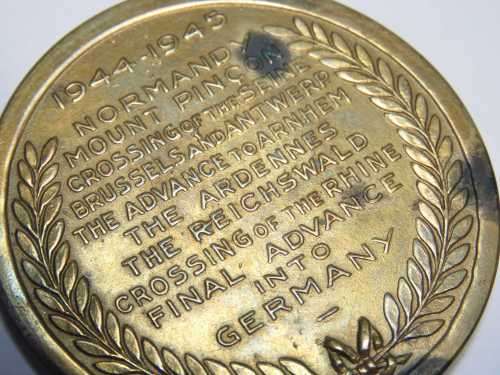 1944-1945
NORMANDY
MOUNT PINCON
CROSSING OF THE SEINE
BRUSSELS AND ANTWERP
THE ADVANCE TO ARNHEM
THE ARDENNES
THE REICHSWALD
CROSSING OF THE RHINE
FINAL ADVANCE
INTO
GERMANY